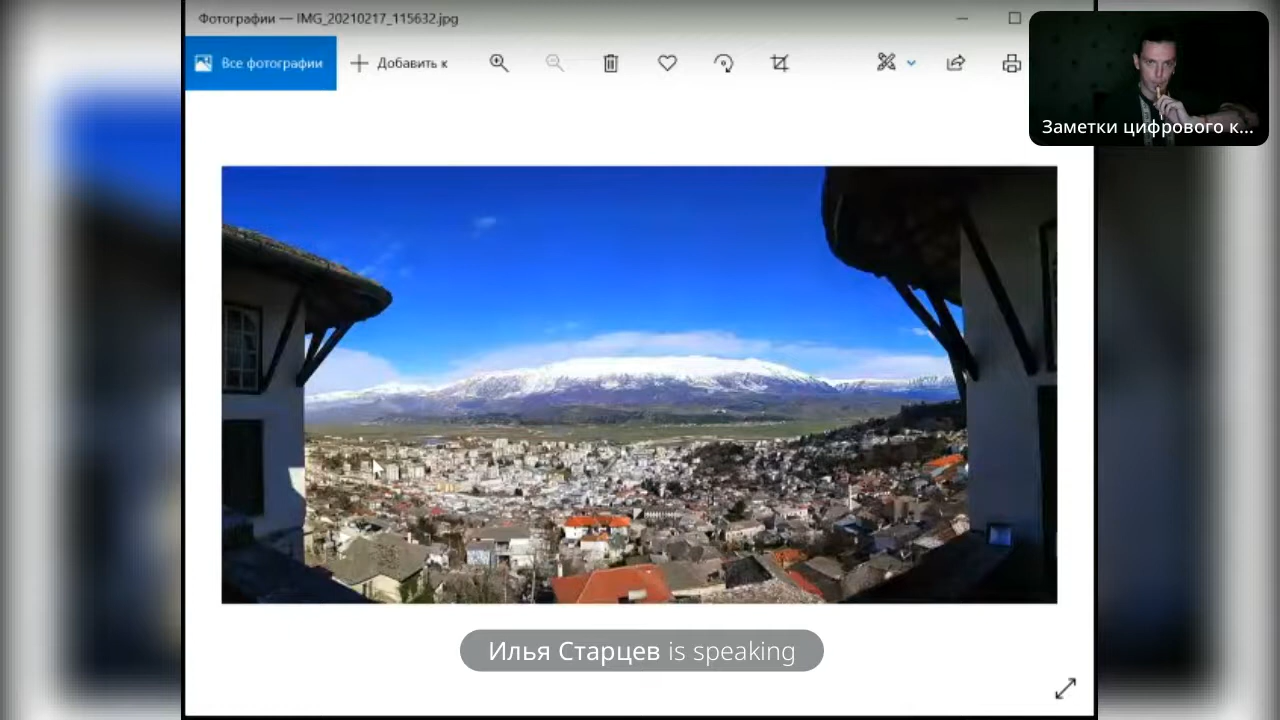 Фотографии — IMG_20210217_115632.jpg
Все фотографии
Добавить к
Заметки цифрового к...
Илья Старцев is speaking